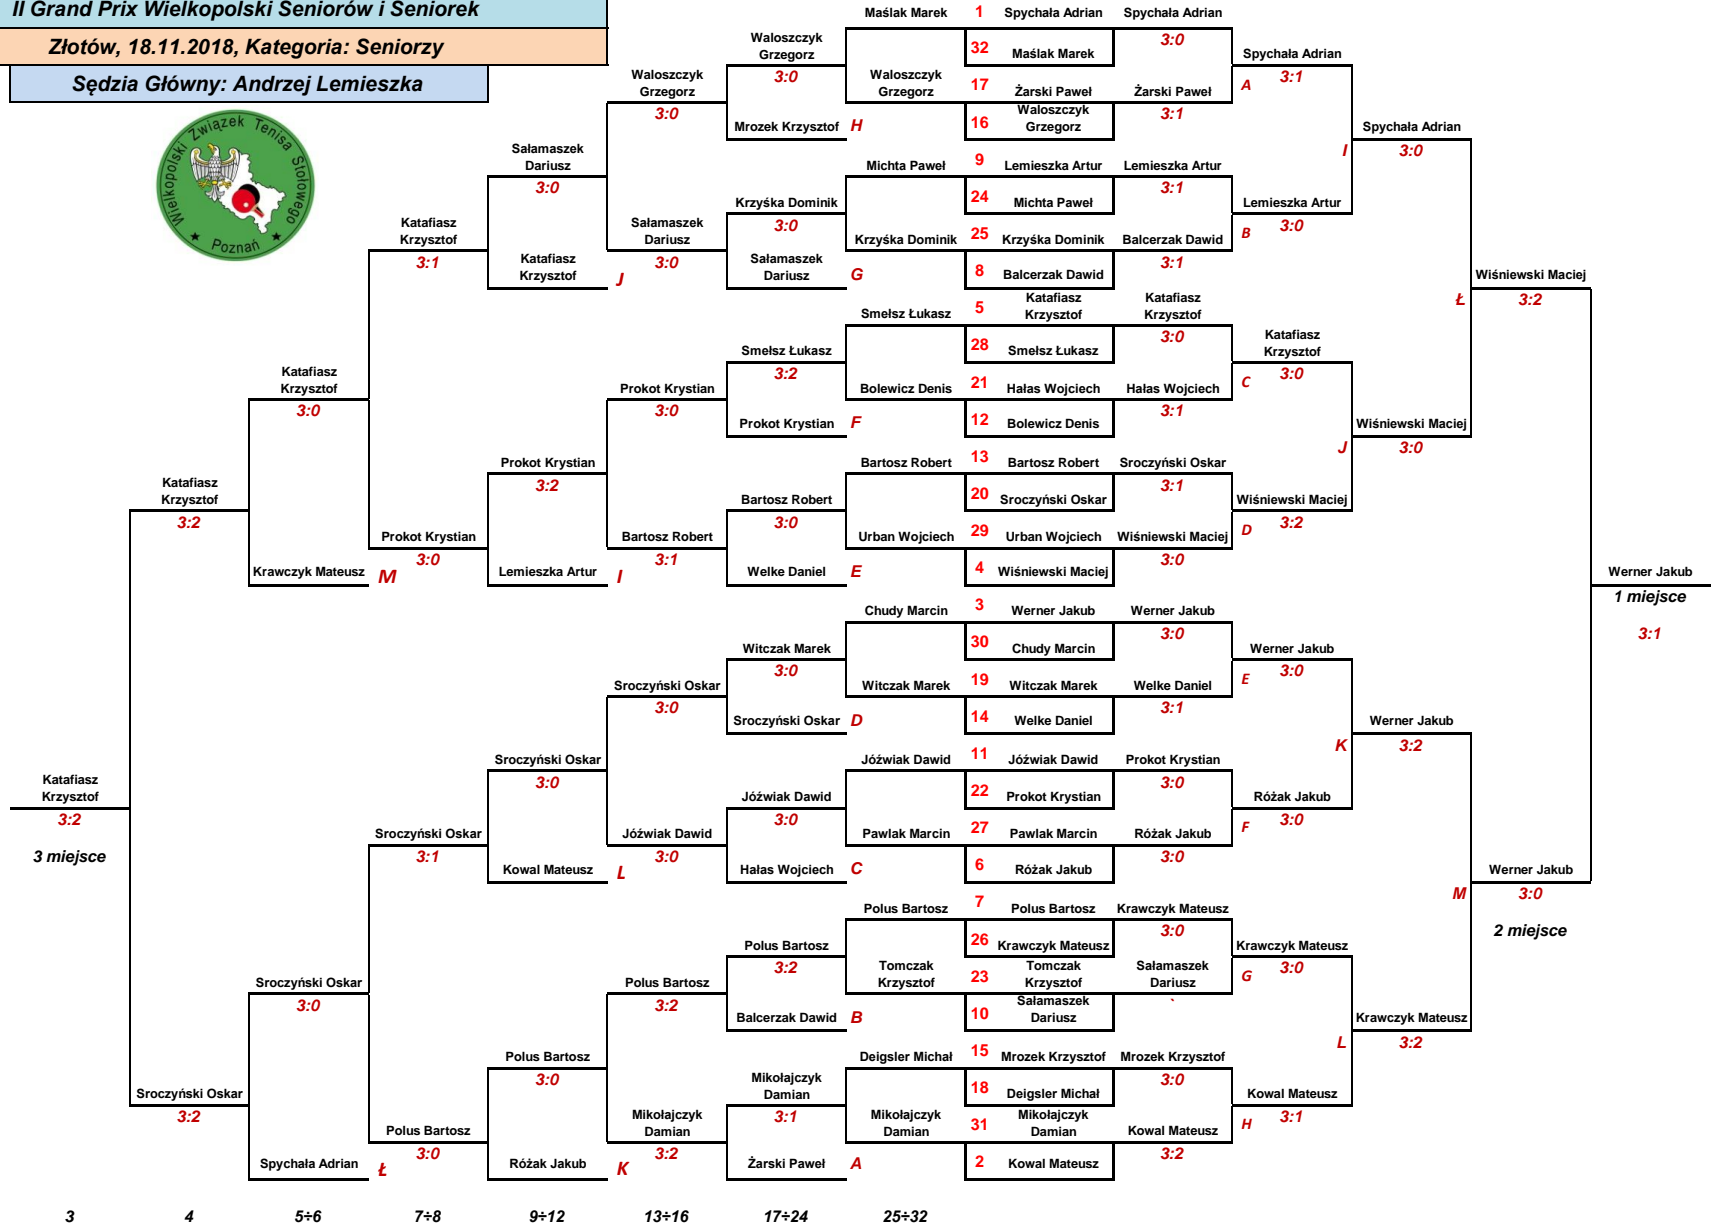 II Grand Prix Wielkopolski Seniorów i Seniorek
Złotów, 18.11.2018, Kategoria: Seniorzy
Sędzia Główny: Andrzej Lemieszka
Wielkopolski Związek Tenisa Stołowego
Poznań
Katafiasz
Krzysztof
3:2
3 miejsce
Katafiasz
Krzysztof
3:2
Sroczyński Oskar
3:2
Katafiasz
Krzysztof
3:0
Krawczyk Mateusz
M
Sroczyński Oskar
3:0
Spychała Adrian
Ł
Katafiasz
Krzysztof
3:1
Prokot Krystian
3:0
Sroczyński Oskar
3:1
Polus Bartosz
3:0
Sałamaszek
Dariusz
3:0
Katafiasz
Krzysztof
J
Prokot Krystian
3:2
Lemieszka Artur
I
Sroczyński Oskar
3:0
Kowal Mateusz
L
Polus Bartosz
3:0
Różak Jakub
K
Waloszczyk
Grzegorz
3:0
Sałamaszek
Dariusz
3:0
Prokot Krystian
3:0
Bartosz Robert
3:1
Sroczyński Oskar
3:0
Jóźwiak Dawid
3:0
Polus Bartosz
3:2
Mikołajczyk
Damian
3:2
Waloszczyk
Grzegorz
3:0
Mrozek Krzysztof
H
Krzyśka Dominik
3:0
Sałamaszek
Dariusz
G
Smełsz Łukasz
3:2
Prokot Krystian
F
Bartosz Robert
3:0
Welke Daniel
E
Witczak Marek
3:0
Sroczyński Oskar
D
Jóźwiak Dawid
3:0
Hałas Wojciech
C
Polus Bartosz
3:2
Balcerzak Dawid
B
Mikołajczyk
Damian
3:1
Żarski Paweł
A
Maślak Marek
Waloszczyk
Grzegorz
Michta Paweł
Krzyśka Dominik
Smełsz Łukasz
Bolewicz Denis
Bartosz Robert
Urban Wojciech
Chudy Marcin
Witczak Marek
Jóźwiak Dawid
Pawlak Marcin
Polus Bartosz
Tomczak
Krzysztof
Deigsler Michał
Mikołajczyk
Damian
1 Spychała Adrian
32 Maślak Marek
17 Żarski Paweł
16 Waloszczyk
Grzegorz
9 Lemieszka Artur
24 Michta Paweł
25 Krzyśka Dominik
8 Balcerzak Dawid
5 Katafiasz
Krzysztof
28 Smełsz Łukasz
21 Hałas Wojciech
12 Bolewicz Denis
13 Bartosz Robert
20 Sroczyński Oskar
29 Urban Wojciech
4 Wiśniewski Maciej
3 Werner Jakub
30 Chudy Marcin
19 Witczak Marek
14 Welke Daniel
11 Jóźwiak Dawid
22 Prokot Krystian
27 Pawlak Marcin
6 Różak Jakub
7 Polus Bartosz
26 Krawczyk Mateusz
23 Tomczak
Krzysztof
10 Sałamaszek
Dariusz
15 Mrozek Krzysztof
18 Deigsler Michał
31 Mikołajczyk
Damian
2 Kowal Mateusz
Spychała Adrian
3:0
Żarski Paweł
3:1
Lemieszka Artur
3:1
Balcerzak Dawid
3:1
Katafiasz
Krzysztof
3:0
Hałas Wojciech
3:1
Sroczyński Oskar
3:1
Wiśniewski Maciej
3:0
Werner Jakub
3:0
Welke Daniel
3:1
Prokot Krystian
3:0
Różak Jakub
3:0
Krawczyk Mateusz
3:0
Sałamaszek
Dariusz
`
Mrozek Krzysztof
3:0
Kowal Mateusz
3:2
Spychała Adrian
A 3:1
Lemieszka Artur
B 3:0
Katafiasz
Krzysztof
C 3:0
Wiśniewski Maciej
D 3:2
Werner Jakub
E 3:0
Różak Jakub
F 3:0
Krawczyk Mateusz
G 3:0
Kowal Mateusz
H 3:1
Spychała Adrian
I 3:0
Wiśniewski Maciej
J 3:0
Werner Jakub
K 3:2
Krawczyk Mateusz
L 3:2
Wiśniewski Maciej
Ł 3:2
Werner Jakub
M 3:0
2 miejsce
Werner Jakub
1 miejsce
3:1
3 4 5÷6 7÷8 9÷12 13÷16 17÷24 25÷32